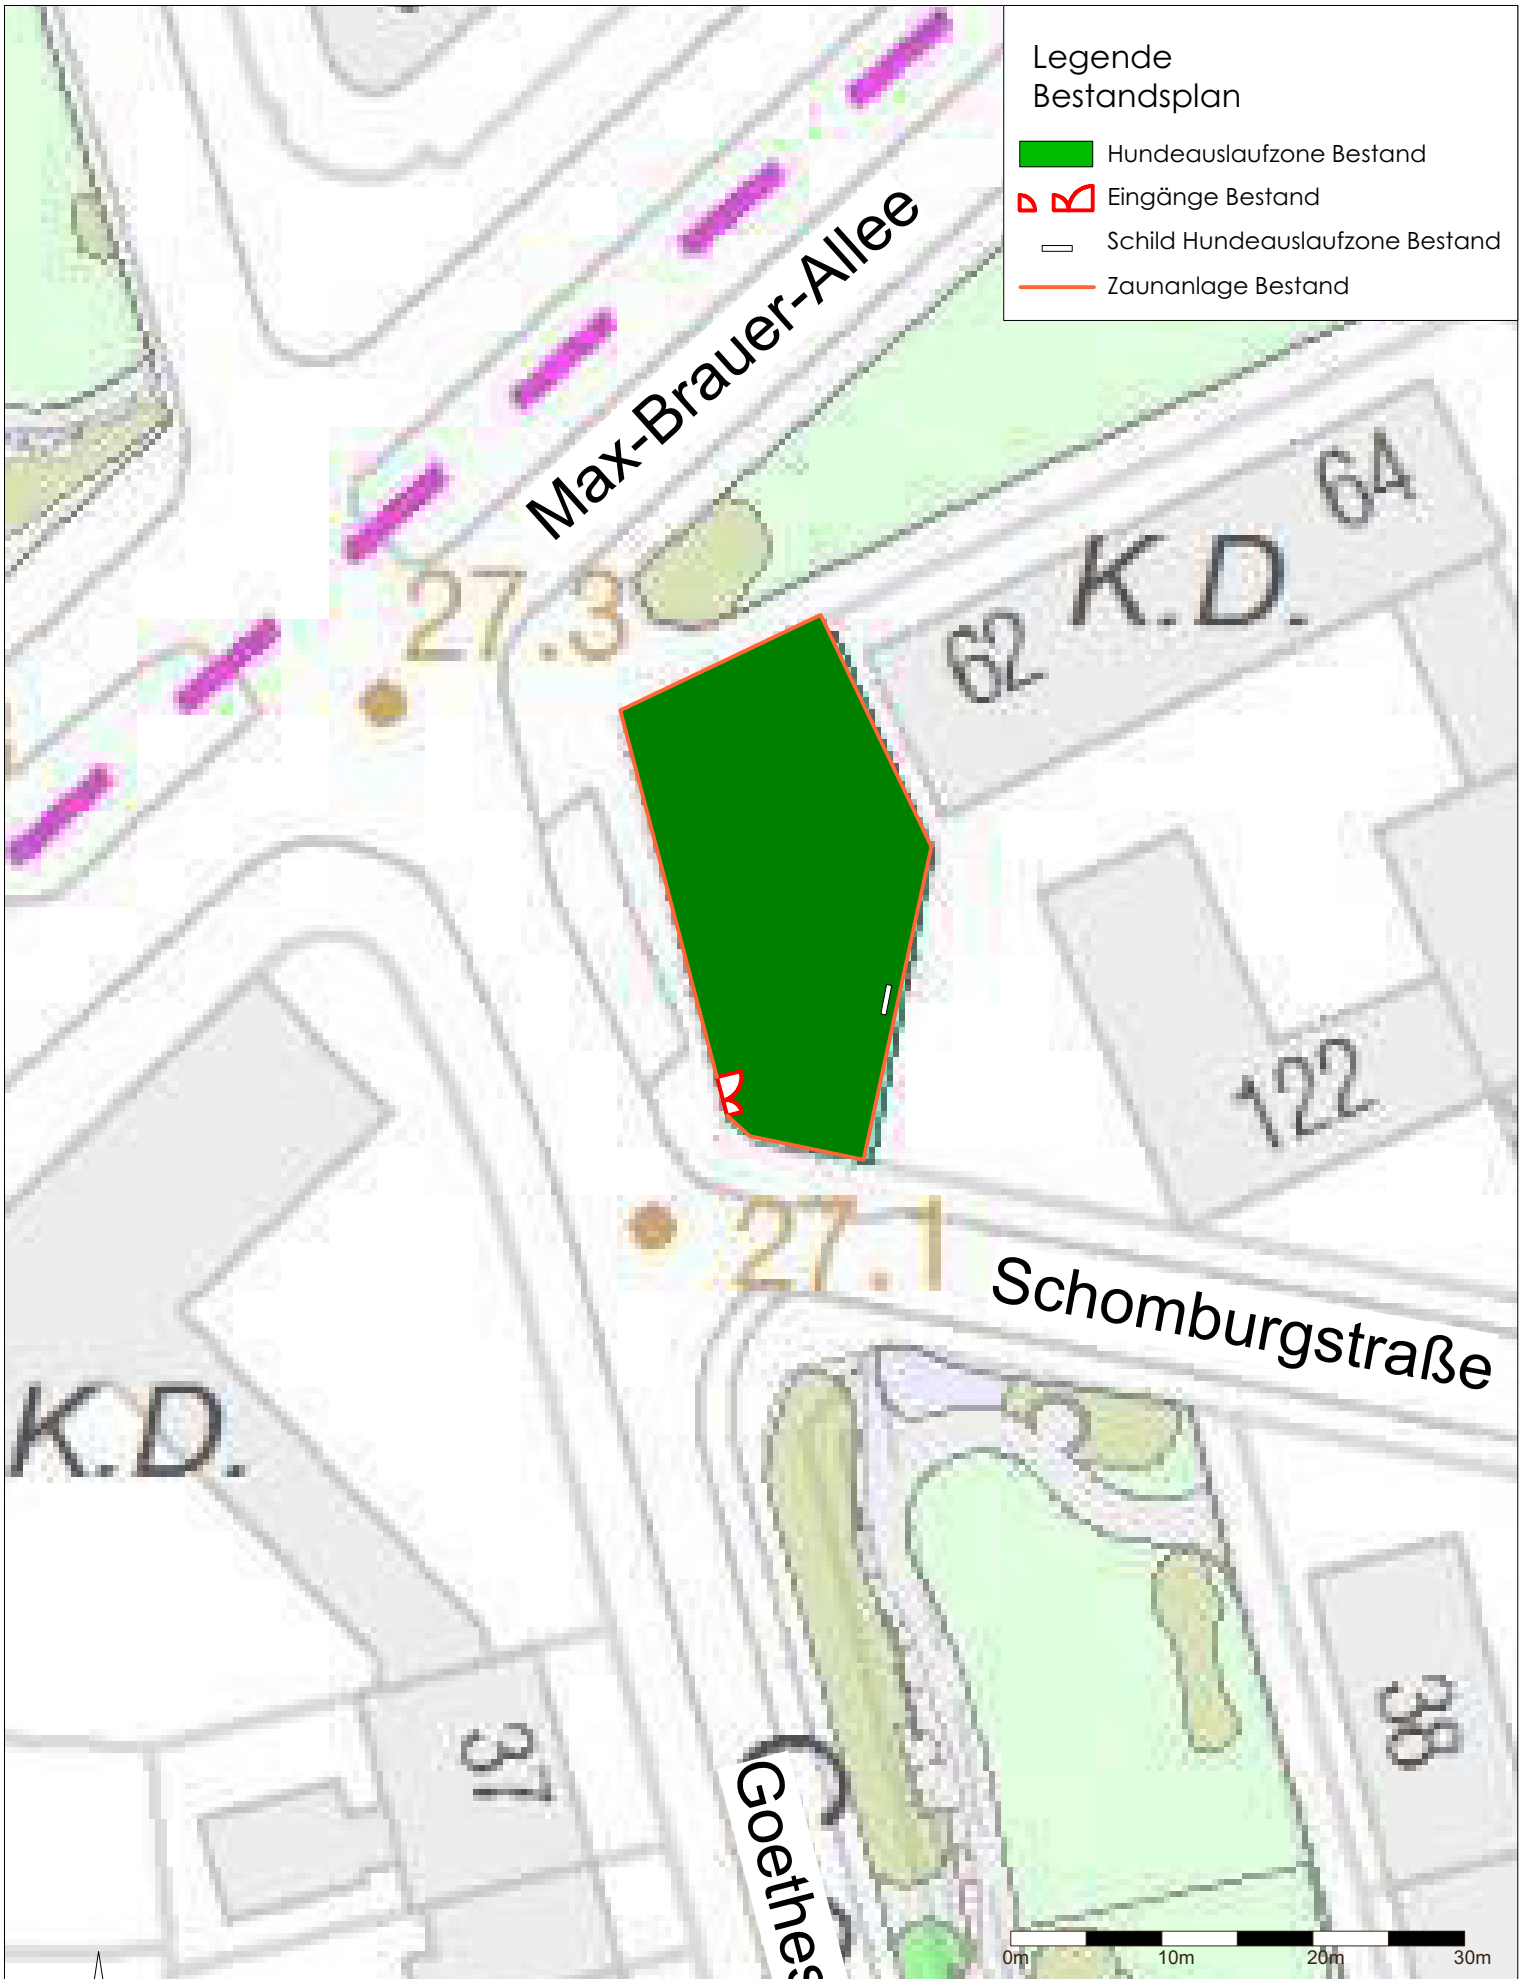 Legende
Bestandsplan
Hundeauslaufzone Bestand
Eingänge Bestand
Schild Hundeauslaufzone Bestand
Zaunanlage Bestand
Max-Brauer-Allee
64
K.D.
62
27.3
122
27.1
Schomburgstraße
K.D.
37
38
Goethes
0m 10m 20m 30m